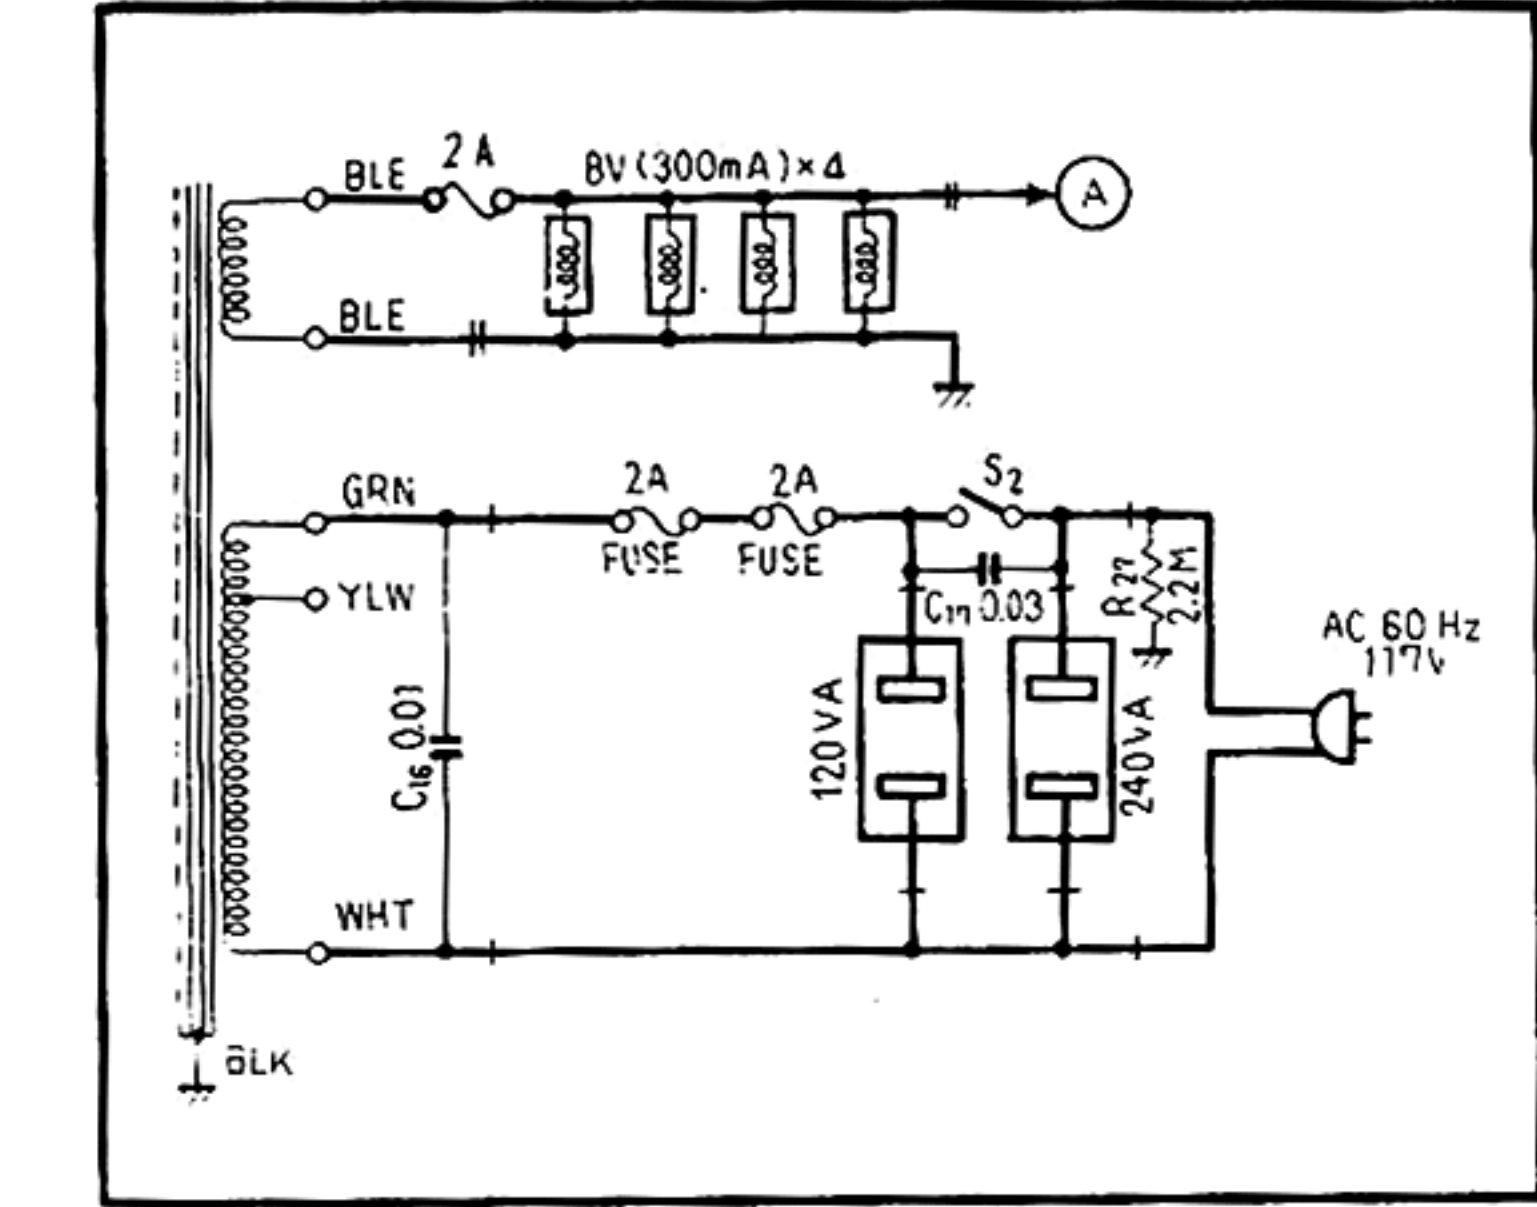 BLE
2 A
8V (300mA) × 4
A
BLE
GRN
2A
FUSE
2A
FUSE
S2
YLW
C17 0.03
R27
2.2M
AC 60 Hz
117V
C16 0.01
120VA
240VA
WHT
BLK